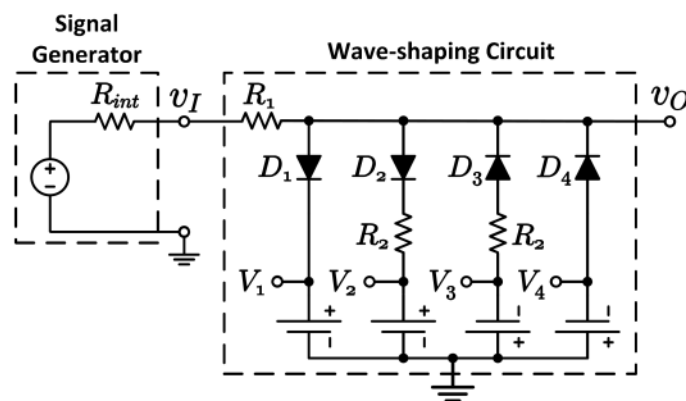 Signal
Generator
Wave-shaping Circuit
R_int v_I R_1 v_O
D_1 D_2 D_3 D_4
+
−
R_2 R_2
V_1 V_2 V_3 V_4
+ + − −
− − + +